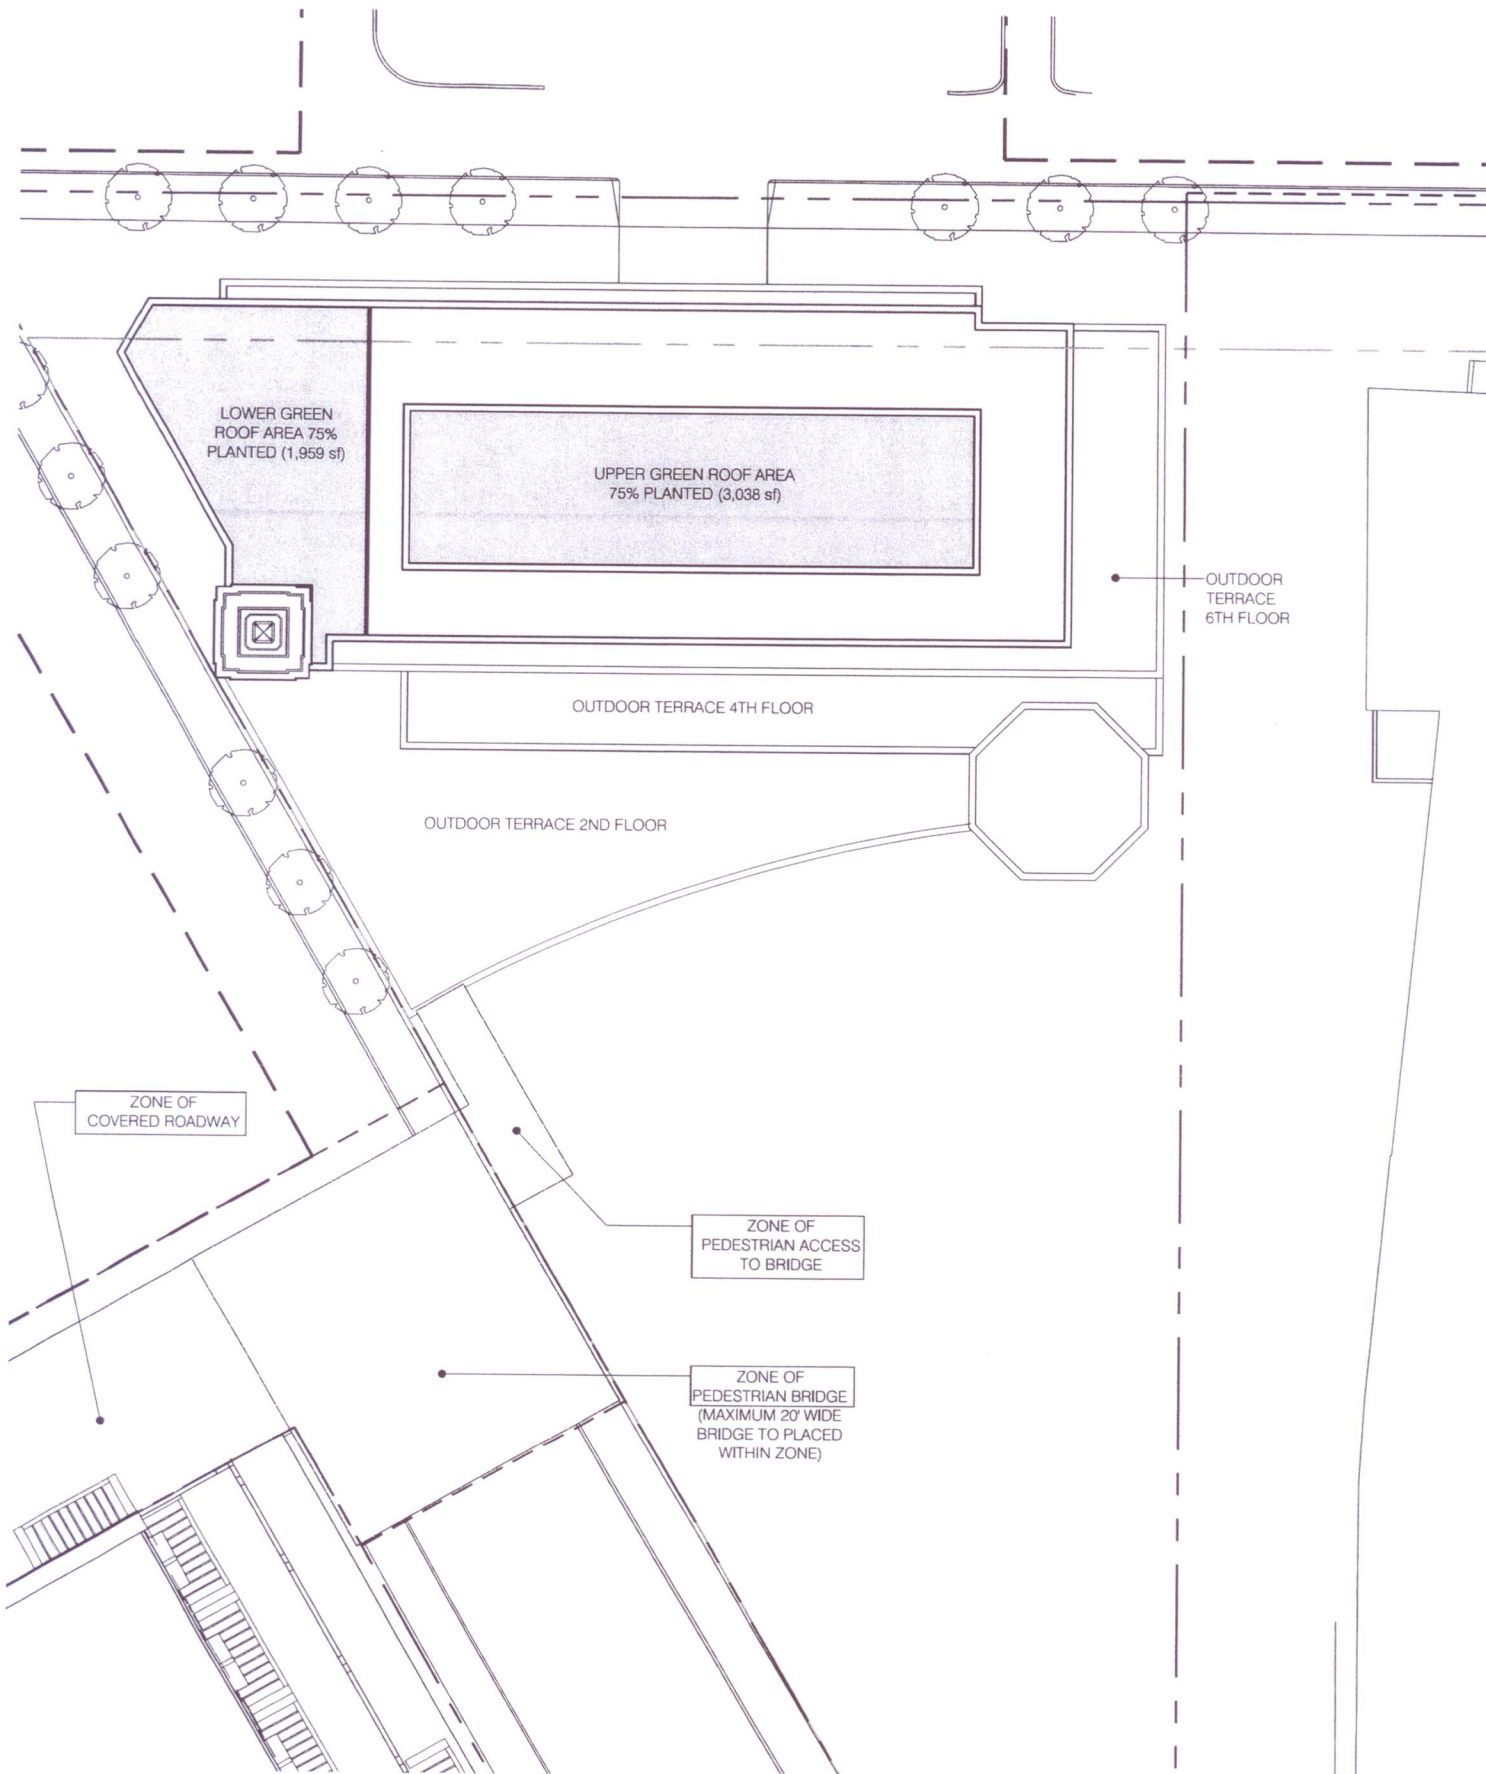 LOWER GREEN
ROOF AREA 75%
PLANTED (1,959 sf)
UPPER GREEN ROOF AREA
75% PLANTED (3,038 sf)
OUTDOOR
TERRACE
6TH FLOOR
OUTDOOR TERRACE 4TH FLOOR
OUTDOOR TERRACE 2ND FLOOR
ZONE OF
COVERED ROADWAY
ZONE OF
PEDESTRIAN ACCESS
TO BRIDGE
ZONE OF
PEDESTRIAN BRIDGE
(MAXIMUM 20' WIDE
BRIDGE TO PLACED
WITHIN ZONE)